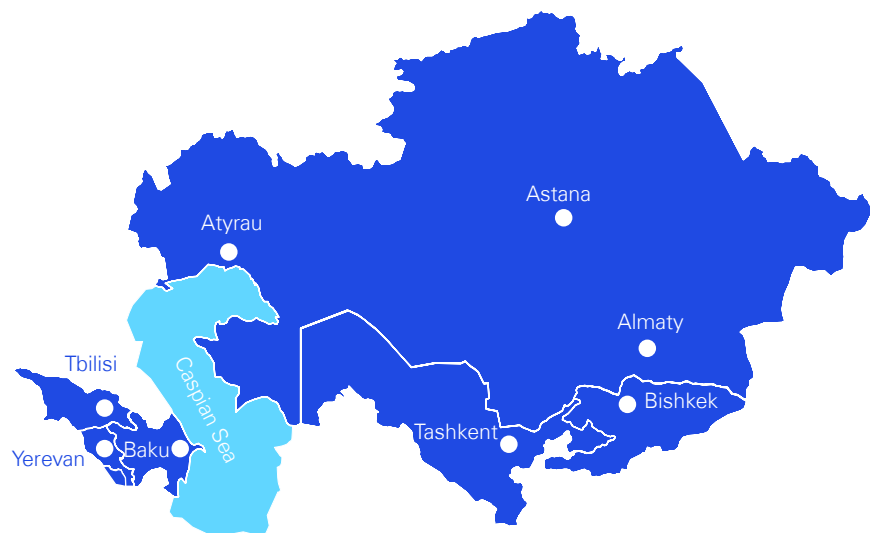 Astana
Atyrau
Almaty
Tbilisi
Caspian Sea
Bishkek
Tashkent
Yerevan
Baku